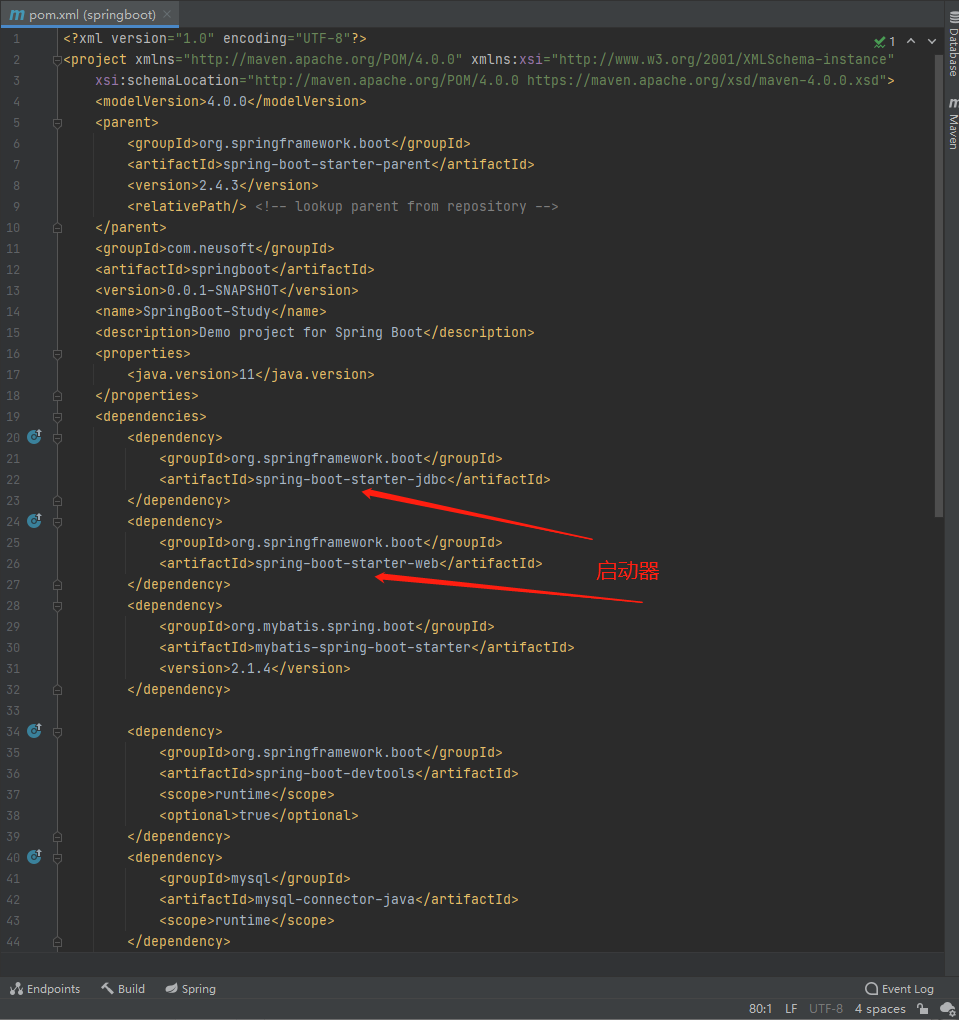 pom.xml (springboot)
1 <?xml version="1.0" encoding="UTF-8"?>
1
2 <project xmlns="http://maven.apache.org/POM/4.0.0" xmlns:xsi="http://www.w3.org/2001/XMLSchema-instance"
3 xsi:schemaLocation="http://maven.apache.org/POM/4.0.0 https://maven.apache.org/xsd/maven-4.0.0.xsd">
4 <modelVersion>4.0.0</modelVersion>
5 <parent>
6 <groupId>org.springframework.boot</groupId>
7 <artifactId>spring-boot-starter-parent</artifactId>
8 <version>2.4.3</version>
9 <relativePath/> <!-- lookup parent from repository -->
10 </parent>
11 <groupId>com.neusoft</groupId>
12 <artifactId>springboot</artifactId>
13 <version>0.0.1-SNAPSHOT</version>
14 <name>SpringBoot-Study</name>
15 <description>Demo project for Spring Boot</description>
16 <properties>
17 <java.version>11</java.version>
18 </properties>
19 <dependencies>
20 <dependency>
21 <groupId>org.springframework.boot</groupId>
22 <artifactId>spring-boot-starter-jdbc</artifactId>
23 </dependency>
24 <dependency>
25 <groupId>org.springframework.boot</groupId>
26 <artifactId>spring-boot-starter-web</artifactId>
启动器
27 </dependency>
28 <dependency>
29 <groupId>org.mybatis.spring.boot</groupId>
30 <artifactId>mybatis-spring-boot-starter</artifactId>
31 <version>2.1.4</version>
32 </dependency>
33
34 <dependency>
35 <groupId>org.springframework.boot</groupId>
36 <artifactId>spring-boot-devtools</artifactId>
37 <scope>runtime</scope>
38 <optional>true</optional>
39 </dependency>
40 <dependency>
41 <groupId>mysql</groupId>
42 <artifactId>mysql-connector-java</artifactId>
43 <scope>runtime</scope>
44 </dependency>
Database
Maven
Endpoints Build Spring Event Log
80:1 LF UTF-8 4 spaces